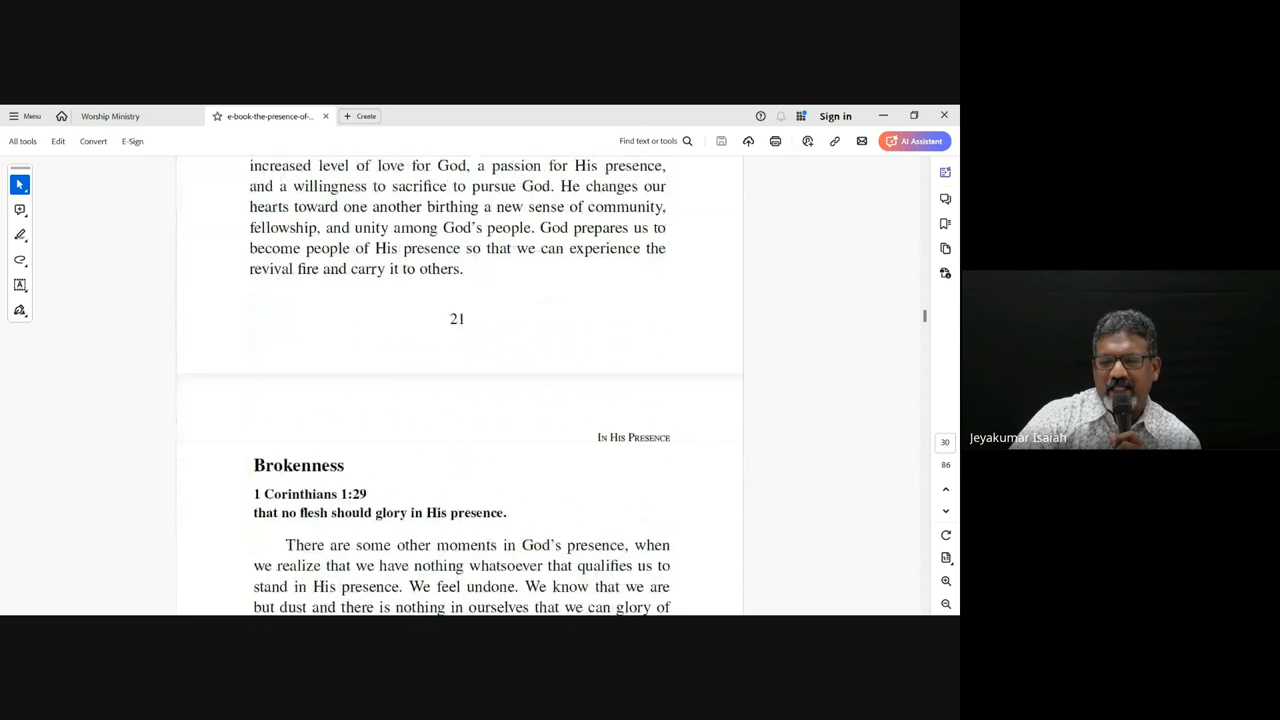 Menu
Worship Ministry
e-book-the-presence-of-...
Create
Sign in
All tools
Edit
Convert
E-Sign
Find text or tools
AI Assistant
increased level of love for God, a passion for His presence,
and a willingness to sacrifice to pursue God. He changes our
hearts toward one another birthing a new sense of community,
fellowship, and unity among God's people. God prepares us to
become people of His presence so that we can experience the
revival fire and carry it to others.
21
In His Presence
Brokenness
1 Corinthians 1:29
that no flesh should glory in His presence.
There are some other moments in God's presence, when
we realize that we have nothing whatsoever that qualifies us to
stand in His presence. We feel undone. We know that we are
but dust and there is nothing in ourselves that we can glory of
30
86
Jeyakumar Isaiah